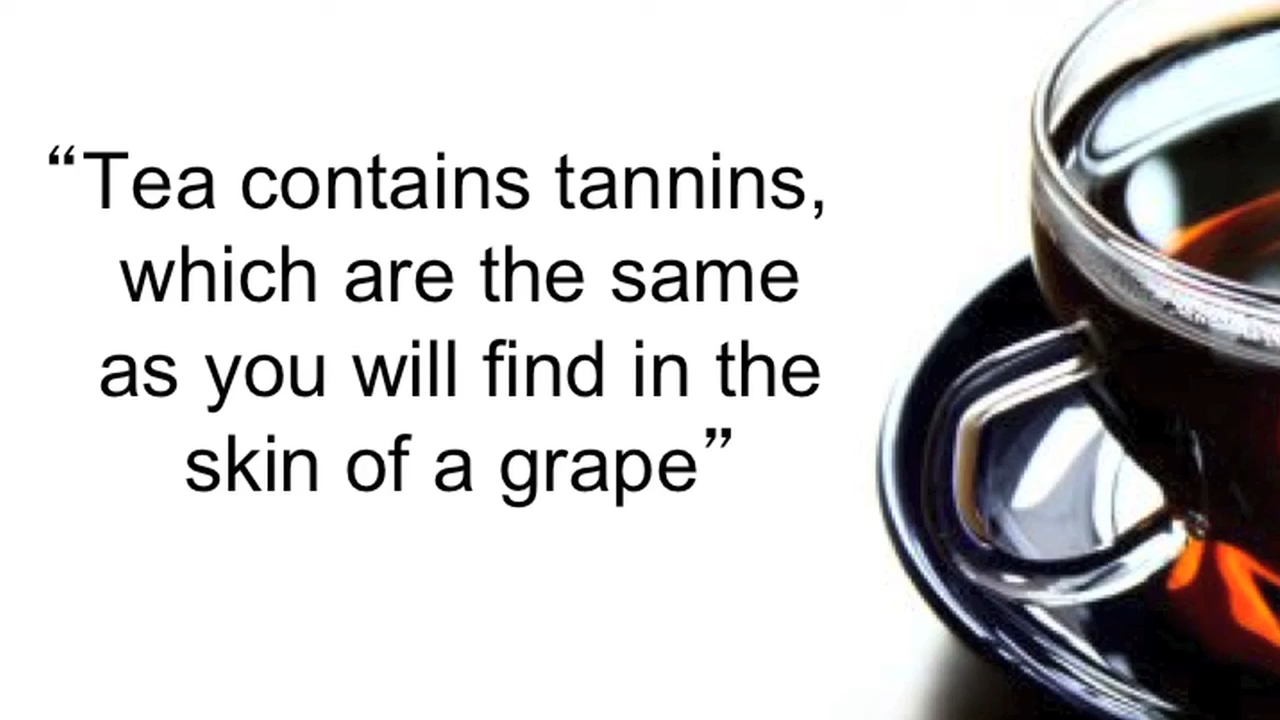 “Tea contains tannins,
which are the same
as you will find in the
skin of a grape”